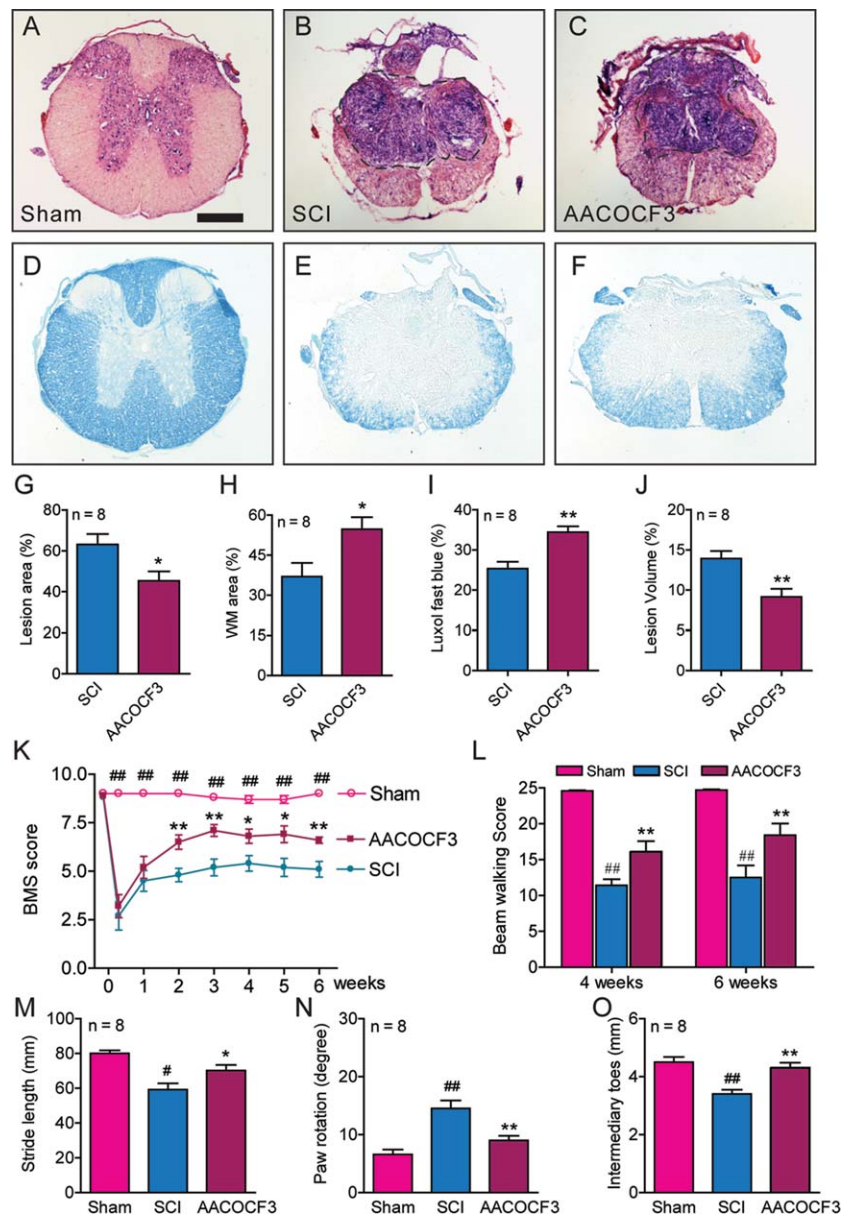 A
B
C
Sham
SCI
AACOCF3
D
E
F
G
H
I
J
n = 8
n = 8
n = 8
n = 8
Lesion area (%)
80
60
40
20
0
*
SCI
AACOCF3
WM area (%)
60
45
30
15
0
*
SCI
AACOCF3
Luxol fast blue (%)
40
30
20
10
0
**
SCI
AACOCF3
Lesion Volume (%)
20
15
10
5
0
**
SCI
AACOCF3
K
BMS score
9.0
7.5
5.0
2.5
0.0
## ## ## ## ## ## ##
** ** * * **
Sham
AACOCF3
SCI
0 1 2 3 4 5 6 weeks
L
Sham SCI AACOCF3
Beam walking Score
25
20
15
10
5
0
## ** ## **
4 weeks 6 weeks
M
n = 8
Stride length (mm)
100
80
60
40
20
0
# *
Sham SCI AACOCF3
N
n = 8
Paw rotation (degree)
30
20
10
0
## **
Sham SCI AACOCF3
O
n = 8
Intermediary toes (mm)
6
4
2
0
## **
Sham SCI AACOCF3